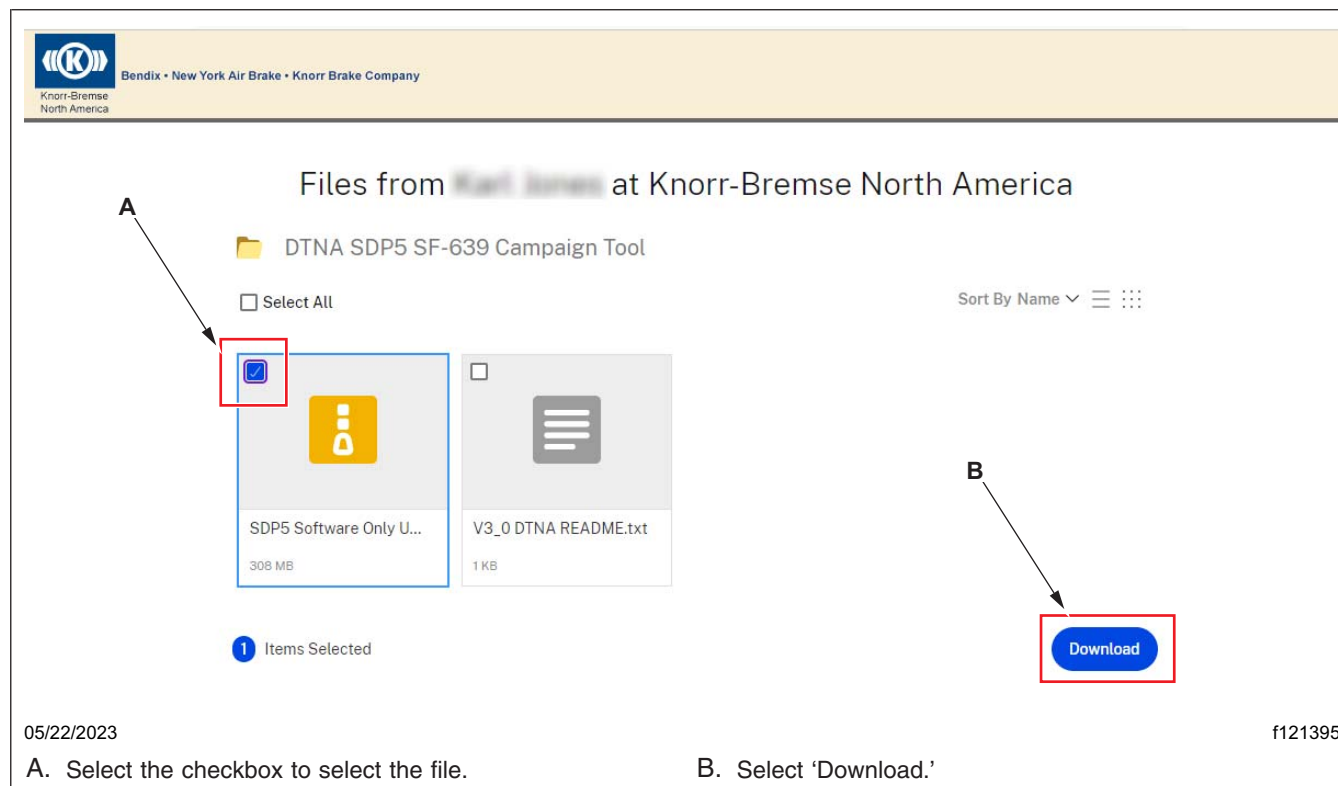 ((K))
Knorr-Bremse
North America
Bendix • New York Air Brake • Knorr Brake Company
Files from at Knorr-Bremse North America
A
DTNA SDP5 SF-639 Campaign Tool
Select All
Sort By Name
SDP5 Software Only U...
308 MB
V3_0 DTNA README.txt
1 KB
B
1 Items Selected
Download
05/22/2023
f121395
A. Select the checkbox to select the file.
B. Select ‘Download.’